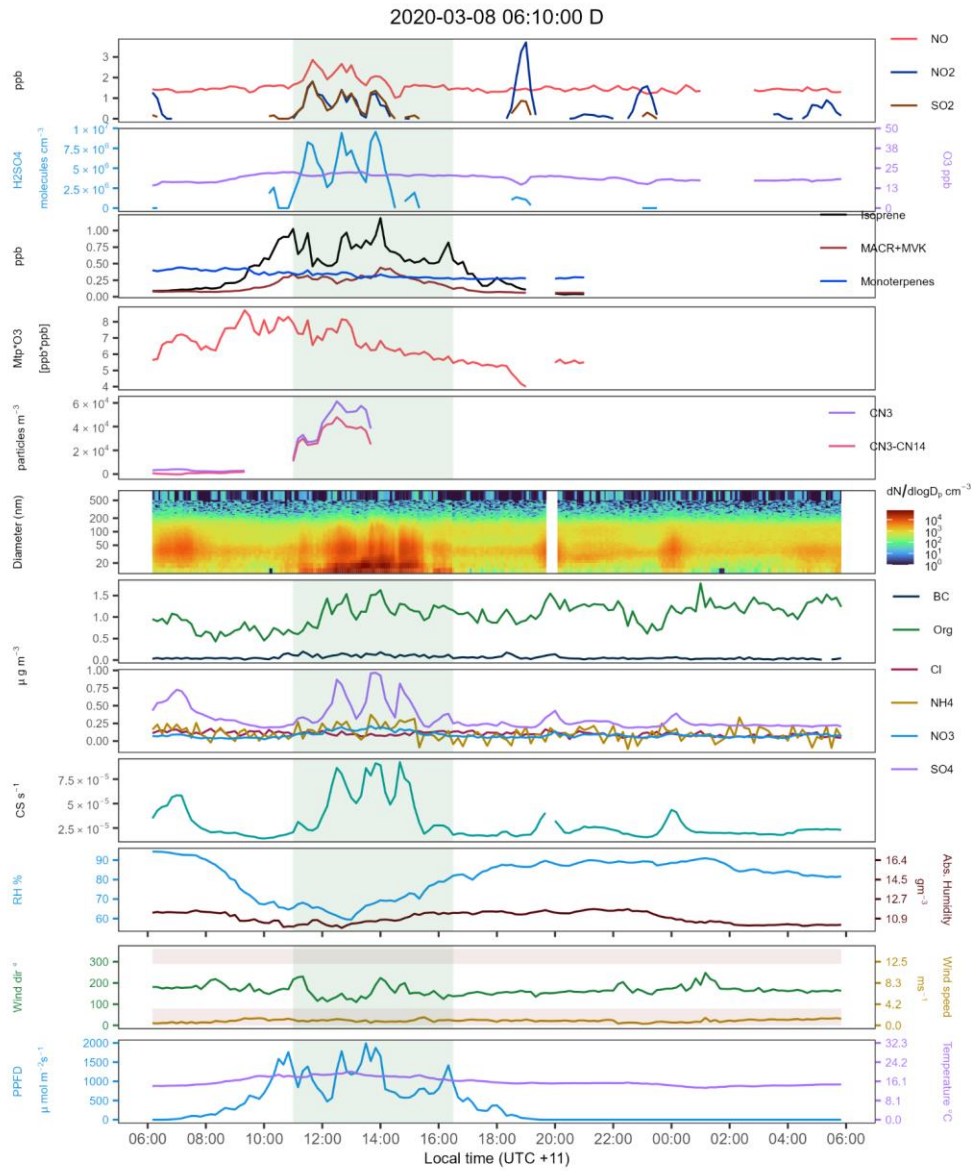 2020-03-08 06:10:00 D
ppb
3
2
1
0
NO
NO2
SO2
H2SO4
molecules cm⁻³
1 × 10⁷
7.5 × 10⁶
5 × 10⁶
2.5 × 10⁶
0
50
38
25
13
0
O3 ppb
ppb
1.00
0.75
0.50
0.25
0.00
Isoprene
MACR+MVK
Monoterpenes
Mtp*O3
[ppb*ppb]
8
7
6
5
4
particles m⁻³
6 × 10⁴
4 × 10⁴
2 × 10⁴
0
CN3
CN3-CN14
Diameter (nm)
500
200
100
50
20
dN/dlogDₚ cm⁻³
10⁴
10³
10²
10¹
10⁰
μg m⁻³
1.5
1.0
0.5
0.0
1.00
0.75
0.50
0.25
0.00
BC
Org
Cl
NH4
NO3
SO4
CS s⁻¹
7.5 × 10⁻⁵
5 × 10⁻⁵
2.5 × 10⁻⁵
RH %
90
80
70
60
16.4
14.5
12.7
10.9
Abs. Humidity
gm⁻³
Wind dir °
300
200
100
0
12.5
8.3
4.2
0.0
Wind speed
ms⁻¹
PPFD
μ mol m⁻²s⁻¹
2000
1500
1000
500
0
32.3
24.2
16.1
8.1
0.0
Temperature °C
06:00 08:00 10:00 12:00 14:00 16:00 18:00 20:00 22:00 00:00 02:00 04:00 06:00
Local time (UTC +11)